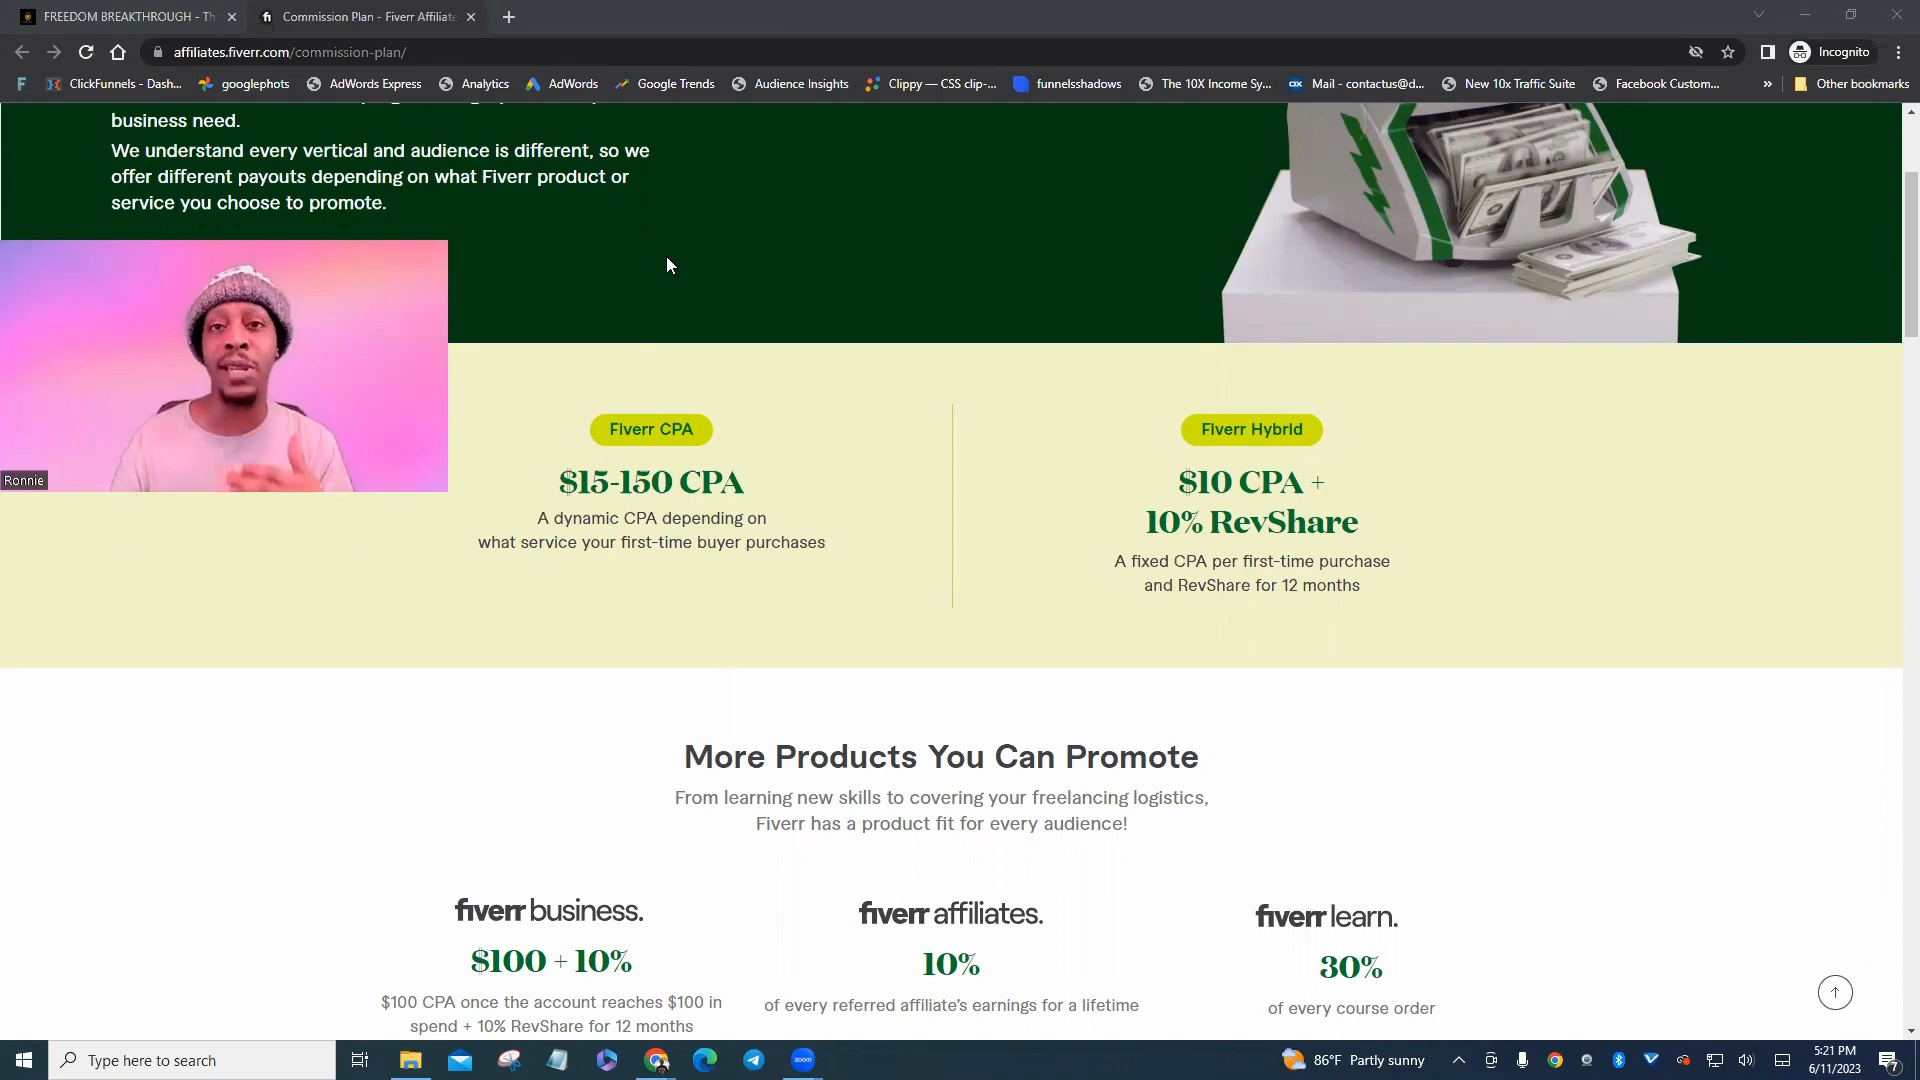 FREEDOM BREAKTHROUGH - Th
Commission Plan - Fiverr Affiliate
affiliates.fiverr.com/commission-plan/
Incognito
ClickFunnels - Dash...
googlephots
AdWords Express
Analytics
AdWords
Google Trends
Audience Insights
Clippy — CSS clip-...
funnelsshadows
The 10X Income Sy...
Mail - contactus@d...
New 10x Traffic Suite
Facebook Custom...
»
Other bookmarks
business need.
We understand every vertical and audience is different, so we
offer different payouts depending on what Fiverr product or
service you choose to promote.
Ronnie
Fiverr CPA
$15-150 CPA
A dynamic CPA depending on
what service your first-time buyer purchases
Fiverr Hybrid
$10 CPA +
10% RevShare
A fixed CPA per first-time purchase
and RevShare for 12 months
More Products You Can Promote
From learning new skills to covering your freelancing logistics,
Fiverr has a product fit for every audience!
fiverr business.
$100 + 10%
$100 CPA once the account reaches $100 in
spend + 10% RevShare for 12 months
fiverr affiliates.
10%
of every referred affiliate's earnings for a lifetime
fiverr learn.
30%
of every course order
Type here to search
zoom
86°F Partly sunny
5:21 PM
6/11/2023
7